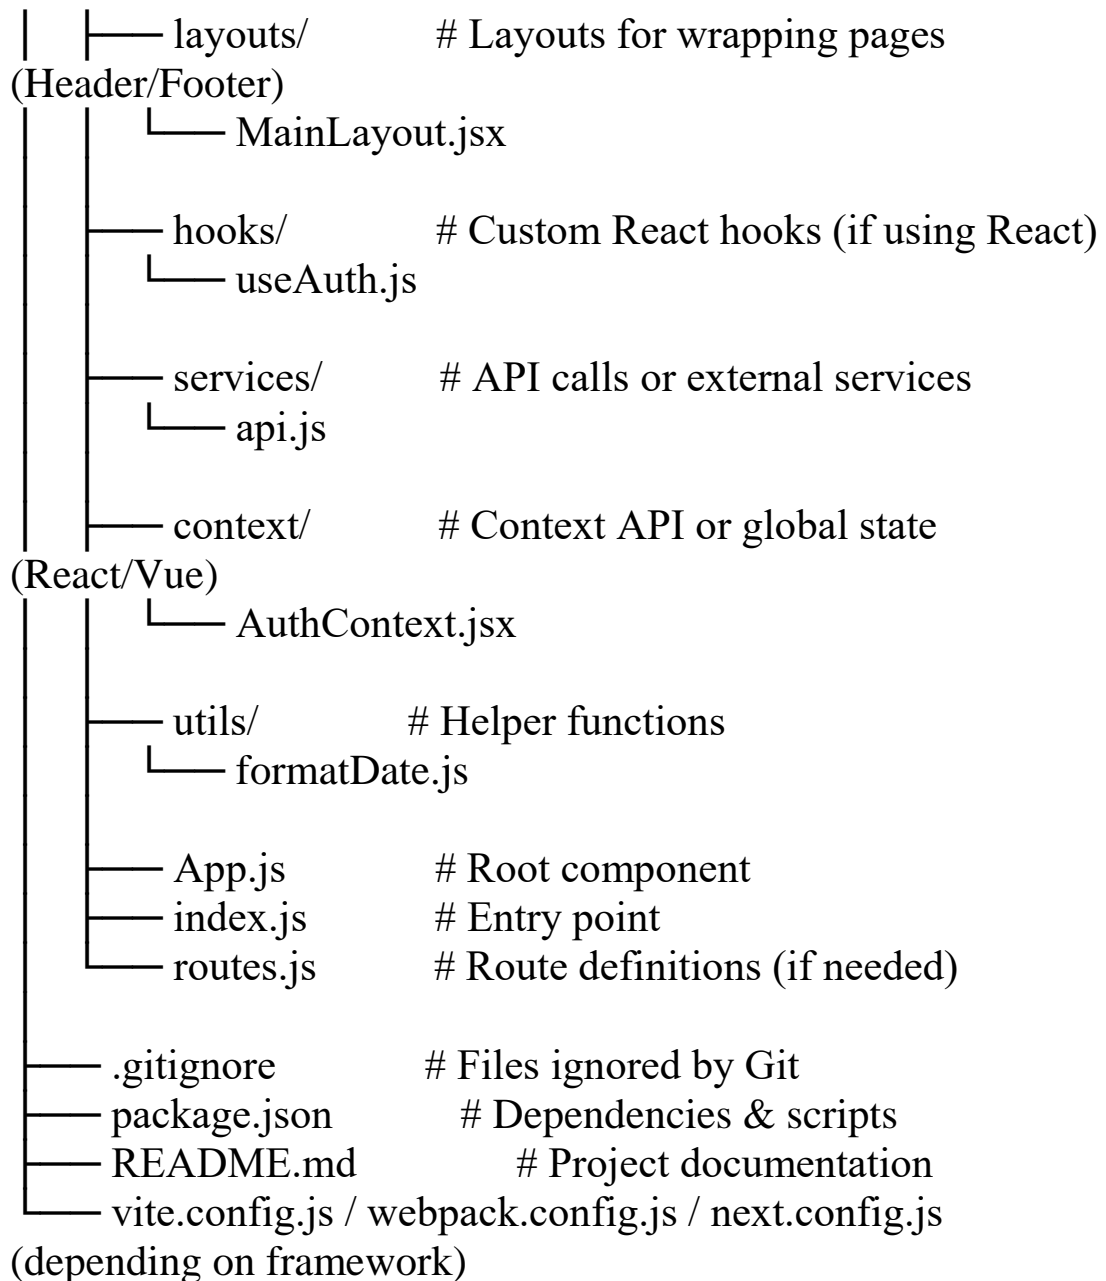 │   ├── layouts/ # Layouts for wrapping pages
(Header/Footer)
│   │   └── MainLayout.jsx
│   ├── hooks/ # Custom React hooks (if using React)
│   │   └── useAuth.js
│   ├── services/ # API calls or external services
│   │   └── api.js
│   ├── context/ # Context API or global state
(React/Vue)
│   │   └── AuthContext.jsx
│   ├── utils/ # Helper functions
│   │   └── formatDate.js
│   ├── App.js # Root component
│   ├── index.js # Entry point
│   └── routes.js # Route definitions (if needed)
├── .gitignore # Files ignored by Git
├── package.json # Dependencies & scripts
├── README.md # Project documentation
└── vite.config.js / webpack.config.js / next.config.js
(depending on framework)